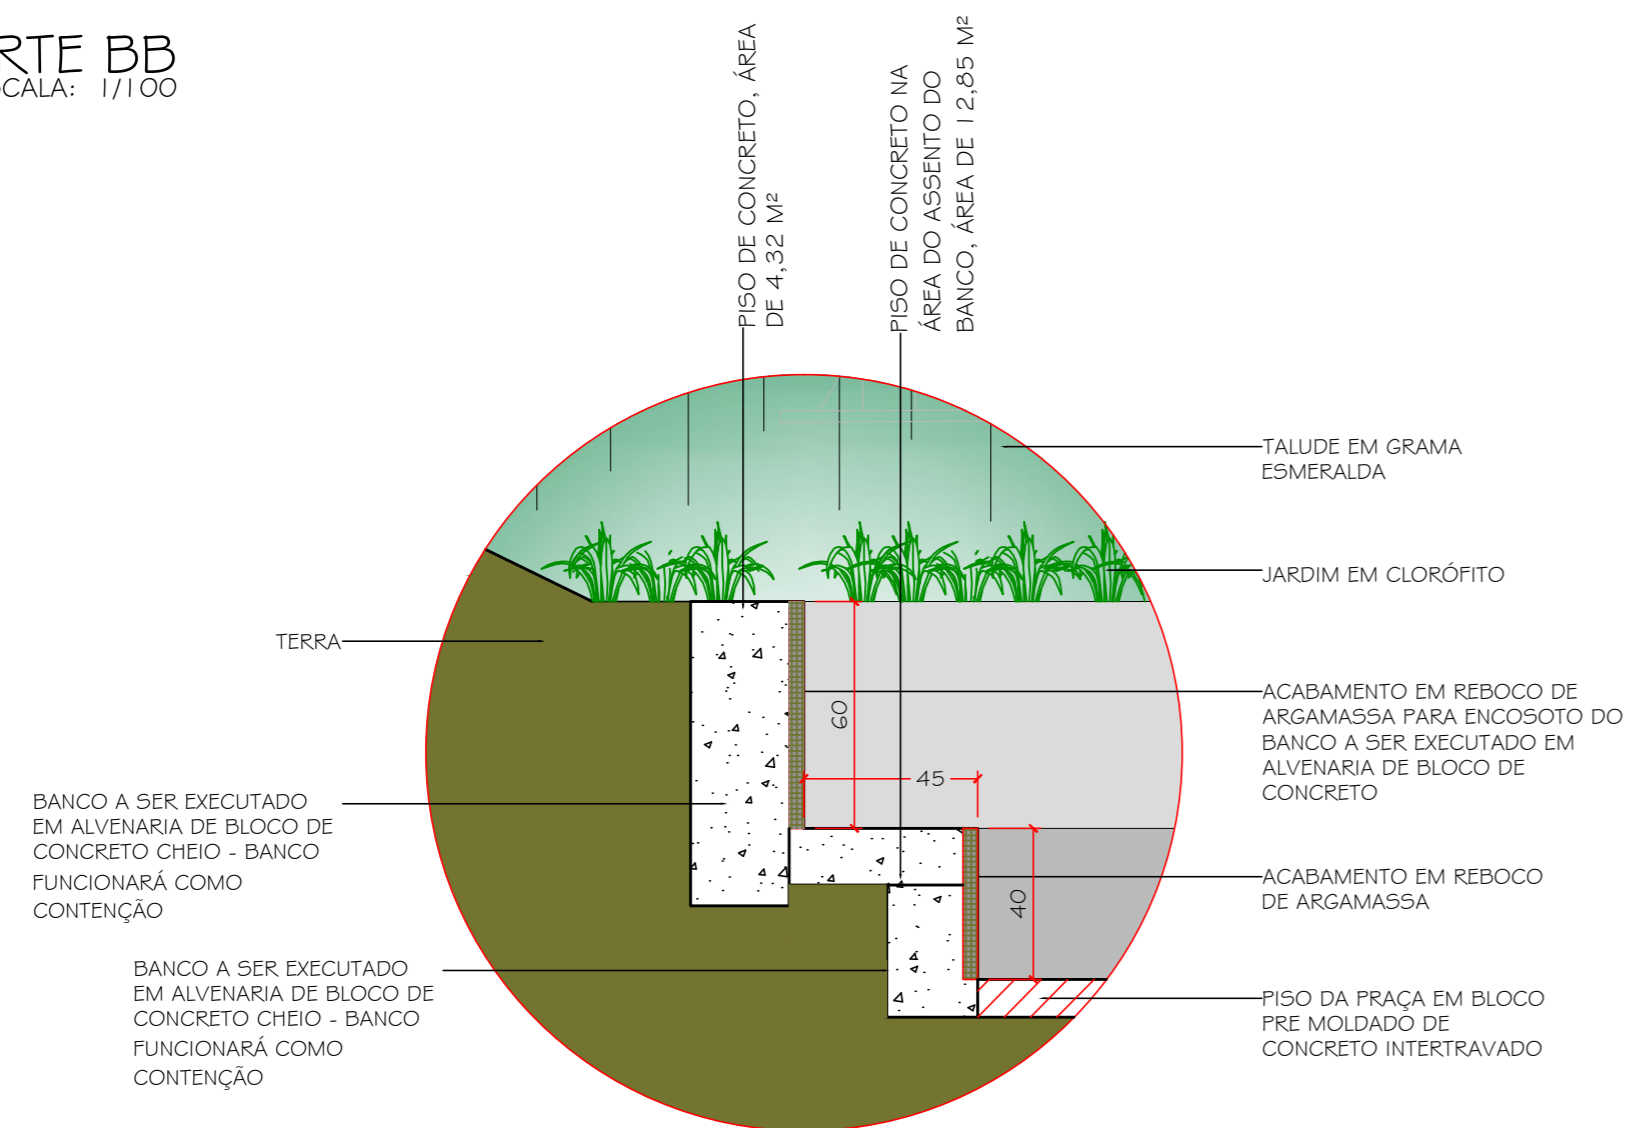 RTE BB
CALA: 1/100
PISO DE CONCRETO, ÁREA
DE 4,32 M²
PISO DE CONCRETO NA
ÁREA DO ASSENTO DO
BANCO, ÁREA DE 12,85 M²
TALUDE EM GRAMA
ESMERALDA
JARDIM EM CLORÓFITO
TERRA
ACABAMENTO EM REBOCO DE
ARGAMASSA PARA ENCOSOTO DO
BANCO A SER EXECUTADO EM
ALVENARIA DE BLOCO DE
CONCRETO
60
45
BANCO A SER EXECUTADO
EM ALVENARIA DE BLOCO DE
CONCRETO CHEIO - BANCO
FUNCIONARÁ COMO
CONTENÇÃO
ACABAMENTO EM REBOCO
DE ARGAMASSA
40
BANCO A SER EXECUTADO
EM ALVENARIA DE BLOCO DE
CONCRETO CHEIO - BANCO
FUNCIONARÁ COMO
CONTENÇÃO
PISO DA PRAÇA EM BLOCO
PRE MOLDADO DE
CONCRETO INTERTRAVADO